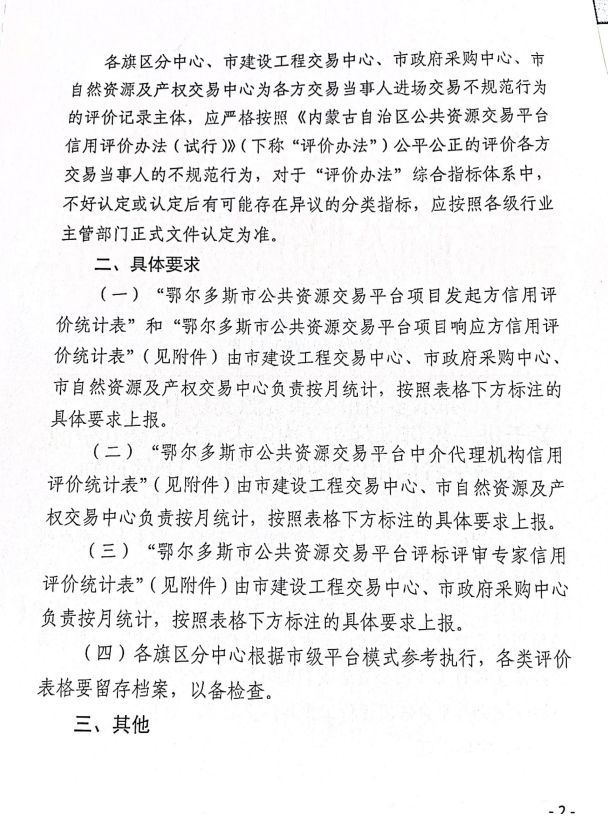 各旗区分中心、市建设工程交易中心、市政府采购中心、市
自然资源及产权交易中心为各方交易当事人进场交易不规范行为
的评价记录主体，应严格按照《内蒙古自治区公共资源交易平台
信用评价办法（试行）》（下称“评价办法”）公平公正的评价各方
交易当事人的不规范行为，对于“评价办法” 综合指标体系中，
不好认定或认定后有可能存在异议的分类指标，应按照各级行业
主管部门正式文件认定为准。
二、具体要求
（一）“鄂尔多斯市公共资源交易平台项目发起方信用评
价统计表”和“鄂尔多斯市公共资源交易平台项目响应方信用评
价统计表”（见附件）由市建设工程交易中心、市政府采购中心、
市自然资源及产权交易中心负责按月统计，按照表格下方标注的
具体要求上报。
（二）“鄂尔多斯市公共资源交易平台中介代理机构信用
评价统计表”（见附件）由市建设工程交易中心、市自然资源及产
权交易中心负责按月统计，按照表格下方标注的具体要求上报。
（三）“鄂尔多斯市公共资源交易平台评标评审专家信用
评价统计表”（见附件）由市建设工程交易中心、市政府采购中心
负责按月统计，按照表格下方标注的具体要求上报。
（四）各旗区分中心根据市级平台模式参考执行，各类评价
表格要留存档案，以备检查。
三、其他
- 2 -